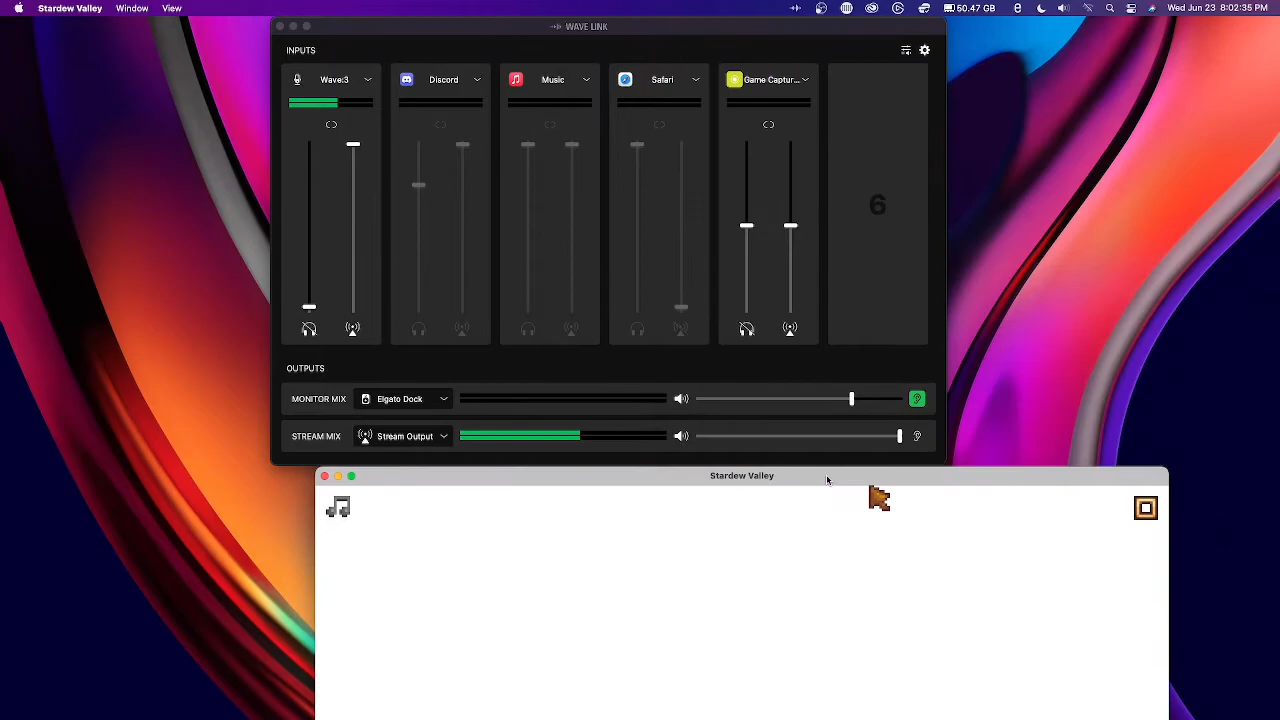 Stardew Valley Window View 50.47 GB Wed Jun 23 8:02:35 PM
WAVE LINK
INPUTS
Wave:3 Discord Music Safari Game Captur...
6
OUTPUTS
MONITOR MIX Elgato Dock
STREAM MIX Stream Output
Stardew Valley